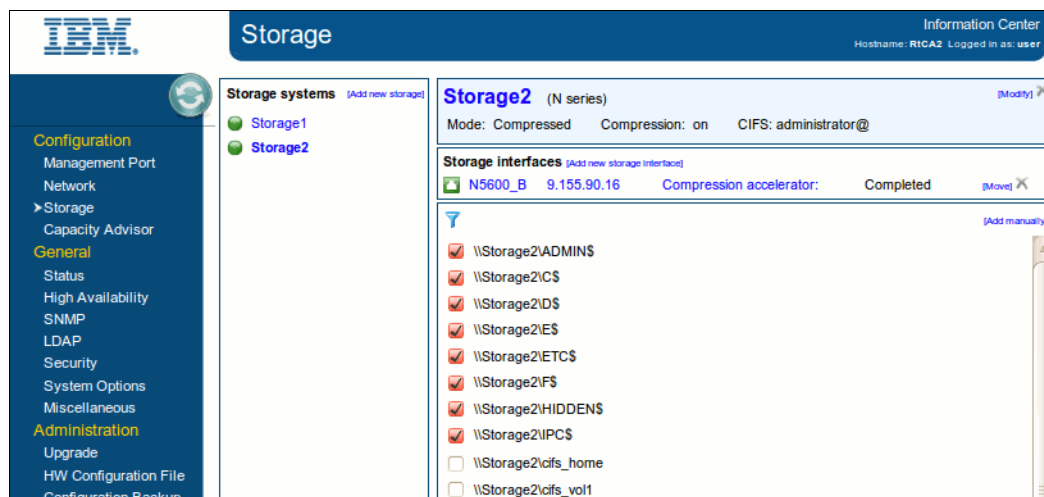 IBM.
Storage
Information Center
Hostname: RtCA2 Logged in as: user
Configuration
Management Port
Network
➤Storage
Capacity Advisor
General
Status
High Availability
SNMP
LDAP
Security
System Options
Miscellaneous
Administration
Upgrade
HW Configuration File
Configuration Backup
Storage systems [Add new storage]
Storage1
Storage2
Storage2 (N series) [Modify]
Mode: Compressed Compression: on CIFS: administrator@
Storage interfaces [Add new storage interface]
N5600_B 9.155.90.16 Compression accelerator: Completed [Move]
[Add manually
\\Storage2\ADMIN$
\\Storage2\C$
\\Storage2\D$
\\Storage2\E$
\\Storage2\ETC$
\\Storage2\F$
\\Storage2\HIDDEN$
\\Storage2\IPC$
\\Storage2\cifs_home
\\Storage2\cifs_vol1